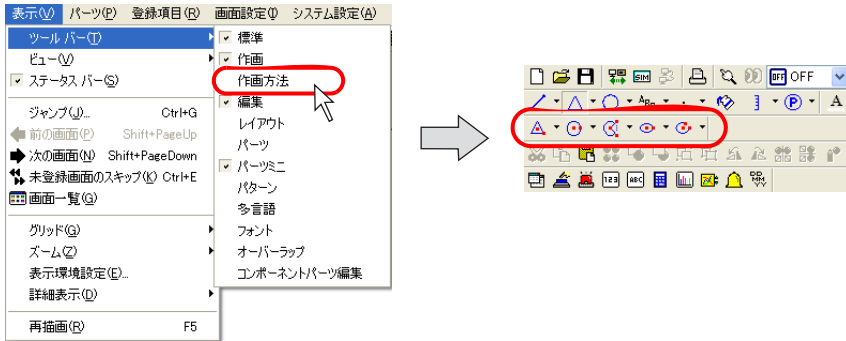 表示(V) パーツ(P) 登録項目(R) 画面設定(I) システム設定(A)
ツール バー(T)
ビュー(V)
ステータス バー(S)
ジャンプ(J)... Ctrl+G
前の画面(P) Shift+PageUp
次の画面(N) Shift+PageDown
未登録画面のスキップ(K) Ctrl+E
画面一覧(G)
グリッド(G)
ズーム(Z)
表示環境設定(E)...
詳細表示(D)
再描画(R) F5
標準
作画
作画方法
編集
レイアウト
パーツ
パーツミニ
パターン
多言語
フォント
オーバーラップ
コンポーネントパーツ編集
SIM OFF OFF
ABC P A
123 ABC